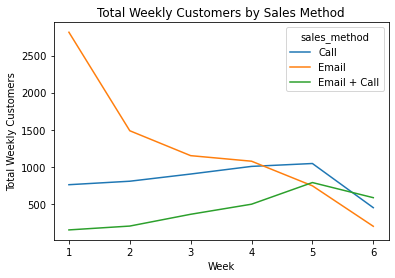 Total Weekly Customers by Sales Method
sales_method
Call
Email
Email + Call
Total Weekly Customers
2500
2000
1500
1000
500
1 2 3 4 5 6
Week